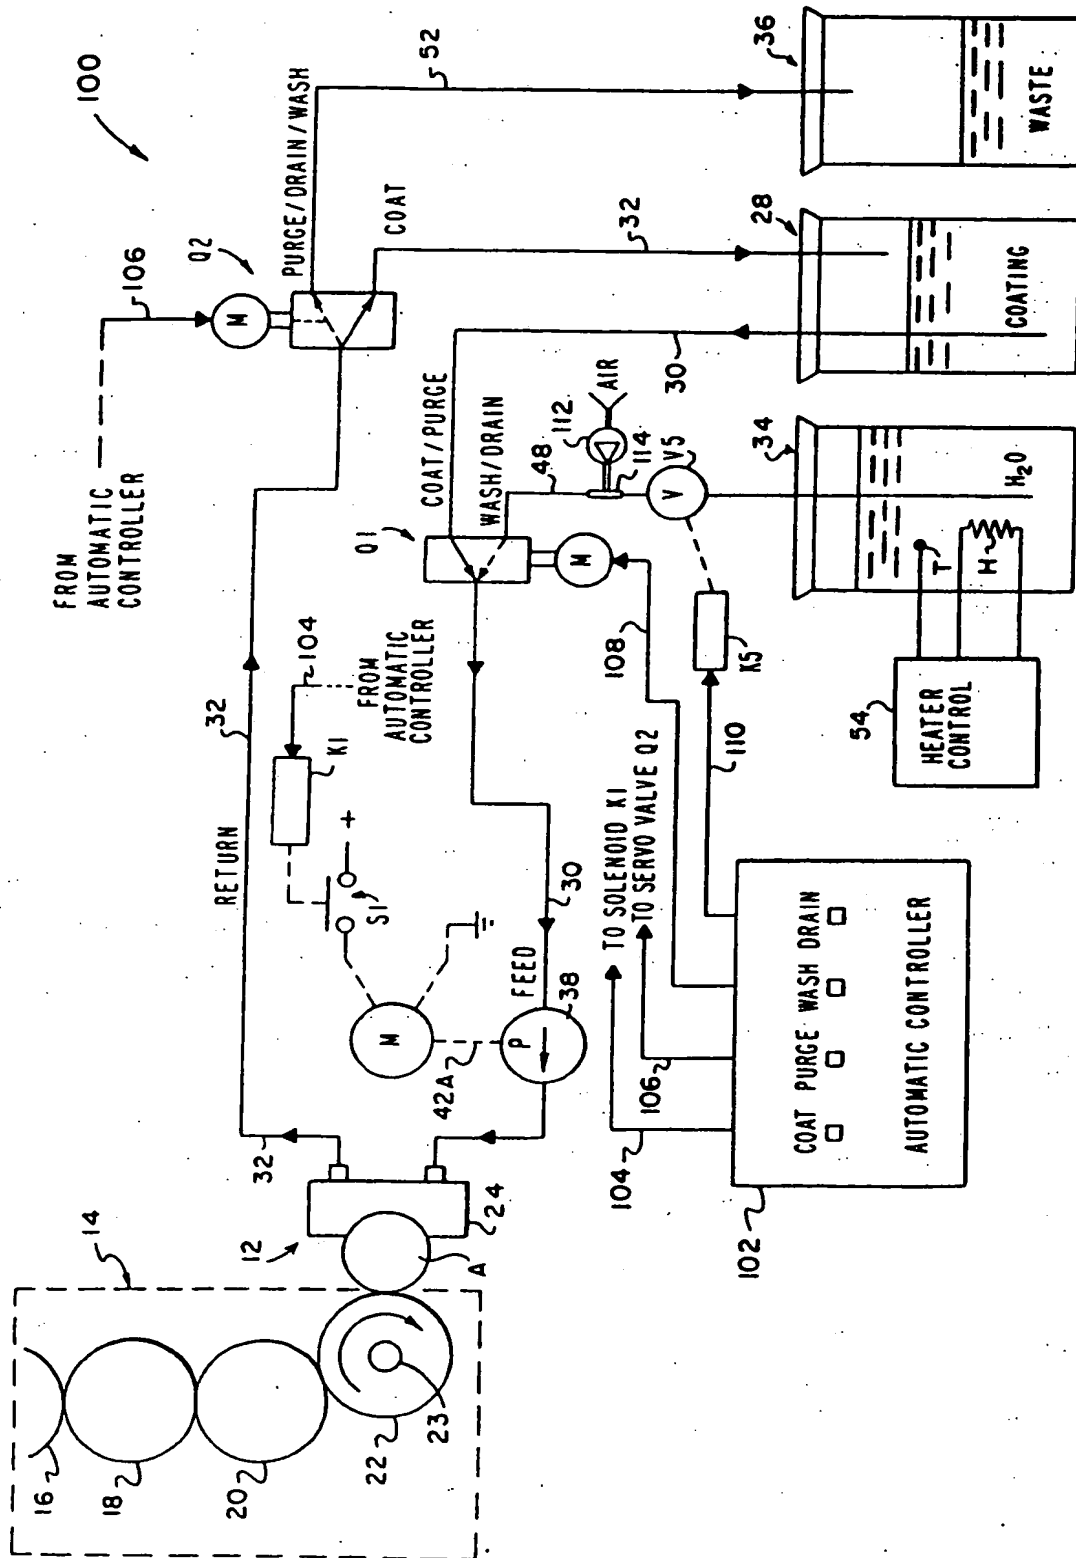 100
FROM
AUTOMATIC
CONTROLLER
106
M
Q2
PURGE/DRAIN/WASH
52
COAT
32
RETURN
32
32
104
K1
FROM
AUTOMATIC
CONTROLLER
S1
+
M
42A
P
FEED
38
30
Q1
COAT/PURGE
WASH/DRAIN
48
112
AIR
114
V5
V
M
108
K5
110
30
36
WASTE
28
COATING
34
H2O
T
H
54
HEATER
CONTROL
TO SOLENOID K1
TO SERVO VALVE Q2
104
106
COAT PURGE WASH DRAIN
AUTOMATIC CONTROLLER
102
14
12
24
A
16
18
20
22
23